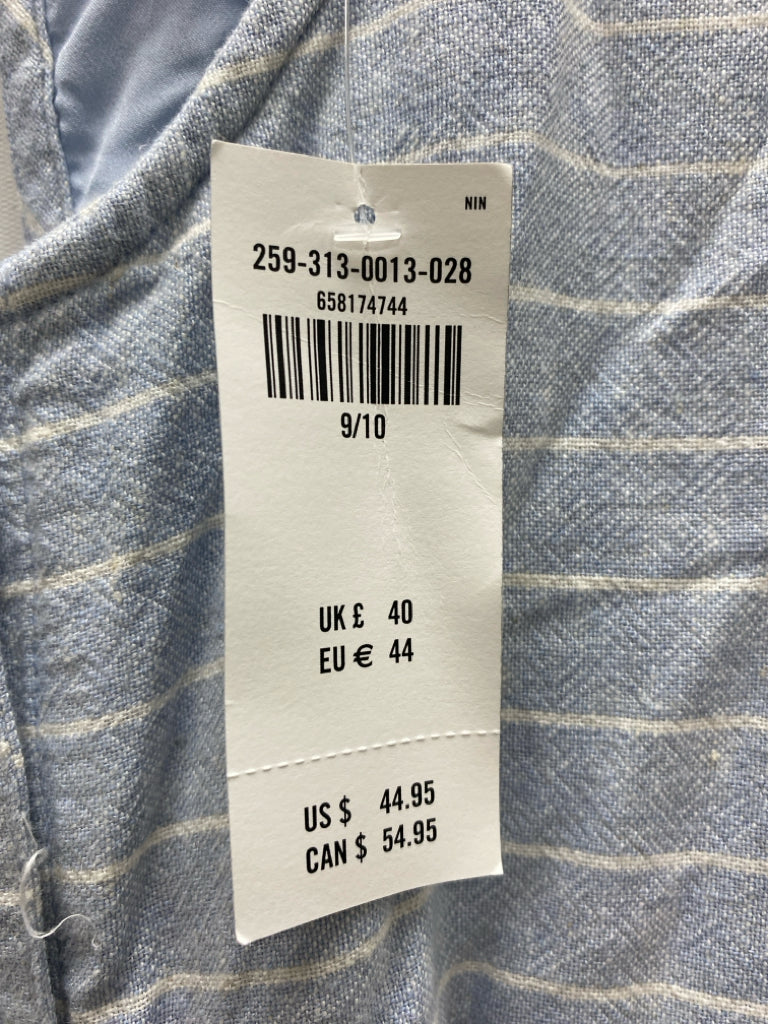 NIN
259-313-0013-028
658174744
9/10
UK £ 40
EU € 44
US $ 44.95
CAN $ 54.95